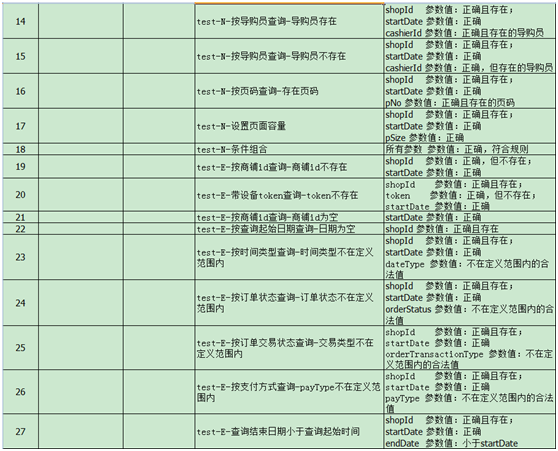 14
test-N-按导购员查询-导购员存在
shopId 参数值：正确且存在；
startDate 参数值：正确
cashierId 参数值：正确且存在的导购员
15
test-N-按导购员查询-导购员不存在
shopId 参数值：正确且存在；
startDate 参数值：正确
cashierId 参数值：正确，但存在的导购员
16
test-N-按页码查询-存在页码
shopId 参数值：正确且存在；
startDate 参数值：正确
pNo 参数值：正确且存在的页码
17
test-N-设置页面容量
shopId 参数值：正确且存在；
startDate 参数值：正确
pSize 参数值：正确
18
test-N-条件组合
所有参数 参数值：正确，符合规则
19
test-E-按商铺id查询-商铺id不存在
shopId 参数值：正确，但不存在；
startDate 参数值：正确
20
test-E-带设备token查询-token不存在
shopId 参数值：正确且存在；
token 参数值：正确，但不存在；
startDate 参数值：正确
21
test-E-按商铺id查询-商铺id为空
startDate 参数值：正确
22
test-E-按查询起始日期查询-日期为空
shopId 参数值：正确且存在
23
test-E-按时间类型查询-时间类型不在定义
范围内
shopId 参数值：正确且存在；
startDate 参数值：正确
dateType 参数值：不在定义范围内的合
法值
24
test-E-按订单状态查询-订单状态不在定义
范围内
shopId 参数值：正确且存在；
startDate 参数值：正确
orderStatus 参数值：不在定义范围内的合
法值
25
test-E-按订单交易状态查询-交易类型不在
定义范围内
shopId 参数值：正确且存在；
startDate 参数值：正确
orderTransactionType 参数值：不在定
义范围内的合法值
26
test-E-按支付方式查询-payType不在定义范
围内
shopId 参数值：正确且存在；
startDate 参数值：正确
payType 参数值：不在定义范围内的合法
值
27
test-E-查询结束日期小于查询起始时间
shopId 参数值：正确且存在；
startDate 参数值：正确
endDate 参数值：小于startDate